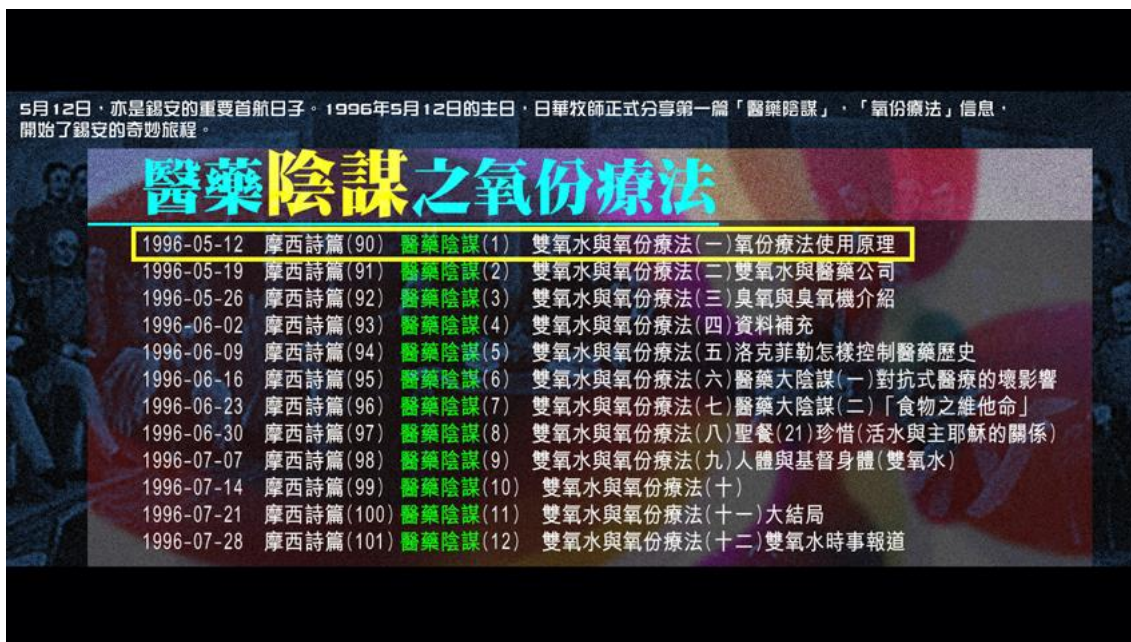 5月12日,亦是錫安的重要首航日子。1996年5月12日的主日,日華牧師正式分享第一篇「醫藥陰謀」,「氧份療法」信息,
開始了錫安的奇妙旅程。
醫藥陰謀之氧份療法
1996-05-12 摩西詩篇(90) 醫藥陰謀(1) 雙氧水與氧份療法(一)氧份療法使用原理
1996-05-19 摩西詩篇(91) 醫藥陰謀(2) 雙氧水與氧份療法(二)雙氧水與醫藥公司
1996-05-26 摩西詩篇(92) 醫藥陰謀(3) 雙氧水與氧份療法(三)臭氧與臭氧機介紹
1996-06-02 摩西詩篇(93) 醫藥陰謀(4) 雙氧水與氧份療法(四)資料補充
1996-06-09 摩西詩篇(94) 醫藥陰謀(5) 雙氧水與氧份療法(五)洛克菲勒怎樣控制醫藥歷史
1996-06-16 摩西詩篇(95) 醫藥陰謀(6) 雙氧水與氧份療法(六)醫藥大陰謀(一)對抗式醫療的壞影響
1996-06-23 摩西詩篇(96) 醫藥陰謀(7) 雙氧水與氧份療法(七)醫藥大陰謀(二)「食物之維他命」
1996-06-30 摩西詩篇(97) 醫藥陰謀(8) 雙氧水與氧份療法(八)聖餐(21)珍惜(活水與主耶穌的關係)
1996-07-07 摩西詩篇(98) 醫藥陰謀(9) 雙氧水與氧份療法(九)人體與基督身體(雙氧水)
1996-07-14 摩西詩篇(99) 醫藥陰謀(10) 雙氧水與氧份療法(十)
1996-07-21 摩西詩篇(100) 醫藥陰謀(11) 雙氧水與氧份療法(十一)大結局
1996-07-28 摩西詩篇(101) 醫藥陰謀(12) 雙氧水與氧份療法(十二)雙氧水時事報道